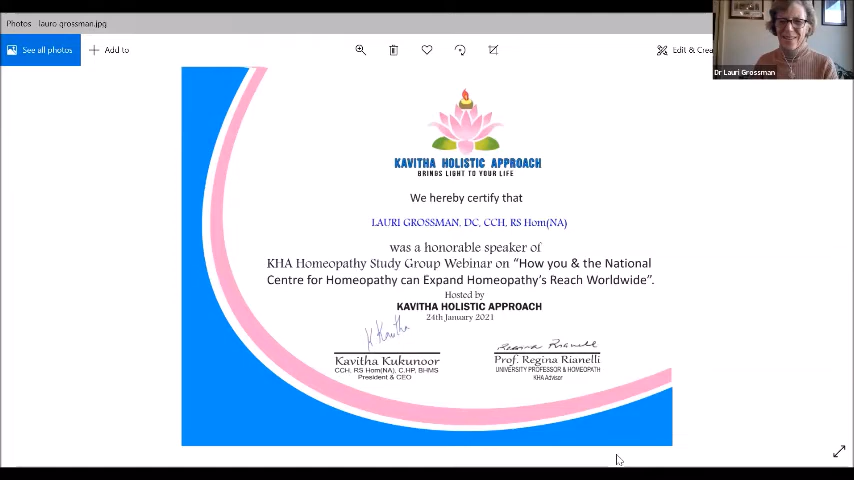 Photos - lauro grossman.jpg
See all photos
Add to
Edit & Crea
Dr Lauri Grossman
KAVITHA HOLISTIC APPROACH
BRINGS LIGHT TO YOUR LIFE
We hereby certify that
LAURI GROSSMAN, DC, CCH, RS Hom(NA)
was a honorable speaker of
KHA Homeopathy Study Group Webinar on “How you & the National
Centre for Homeopathy can Expand Homeopathy’s Reach Worldwide”.
Hosted by
KAVITHA HOLISTIC APPROACH
24th January 2021
K Kavitha
Regina Rianelli
Kavitha Kukunoor
CCH, RS Hom(NA), C.HP, BHMS
President & CEO
Prof. Regina Rianelli
UNIVERSITY PROFESSOR & HOMEOPATH
KHA Advisor